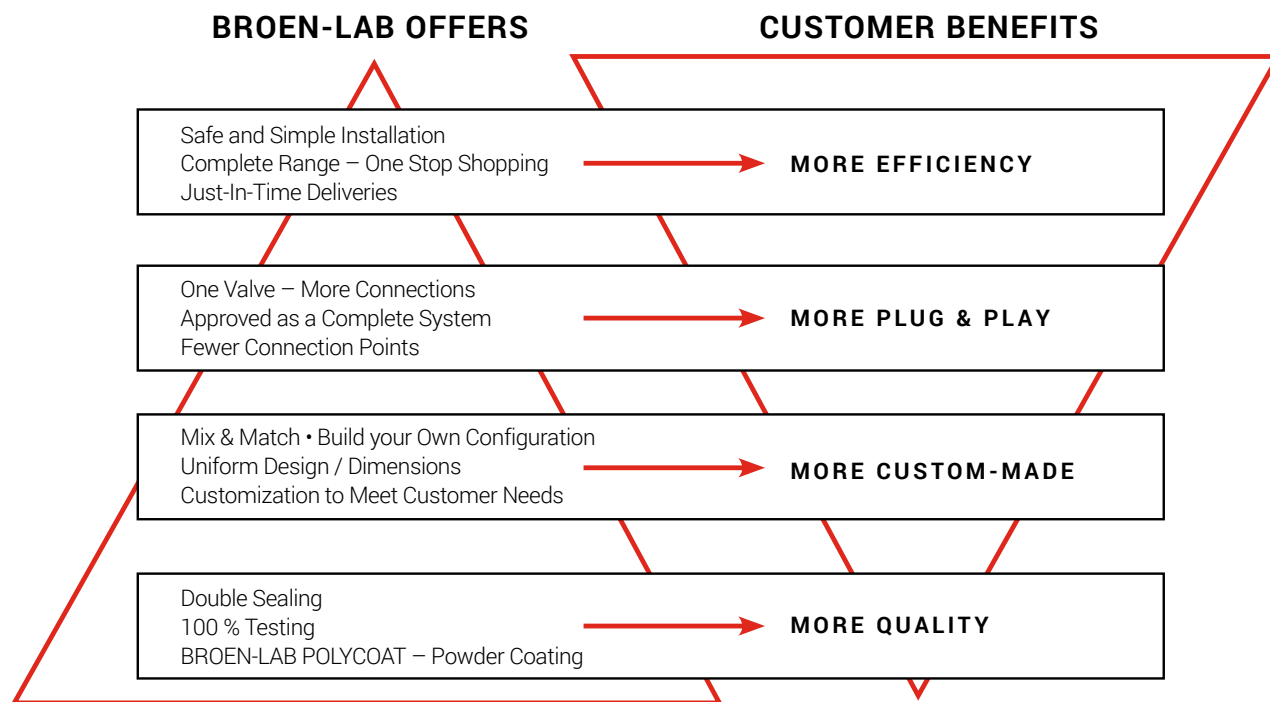 BROEN-LAB OFFERS
CUSTOMER BENEFITS
Safe and Simple Installation
Complete Range – One Stop Shopping
Just-In-Time Deliveries
MORE EFFICIENCY
One Valve – More Connections
Approved as a Complete System
Fewer Connection Points
MORE PLUG & PLAY
Mix & Match • Build your Own Configuration
Uniform Design / Dimensions
Customization to Meet Customer Needs
MORE CUSTOM-MADE
Double Sealing
100 % Testing
BROEN-LAB POLYCOAT – Powder Coating
MORE QUALITY